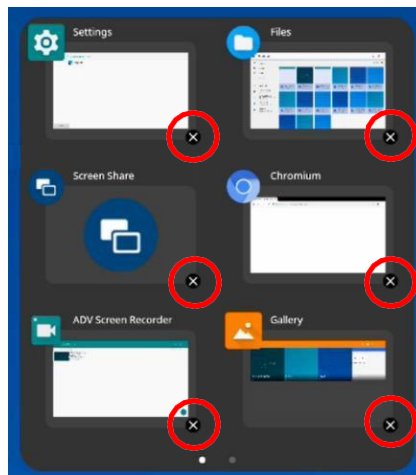 Settings
Files
Screen Share
Chromium
ADV Screen Recorder
Gallery